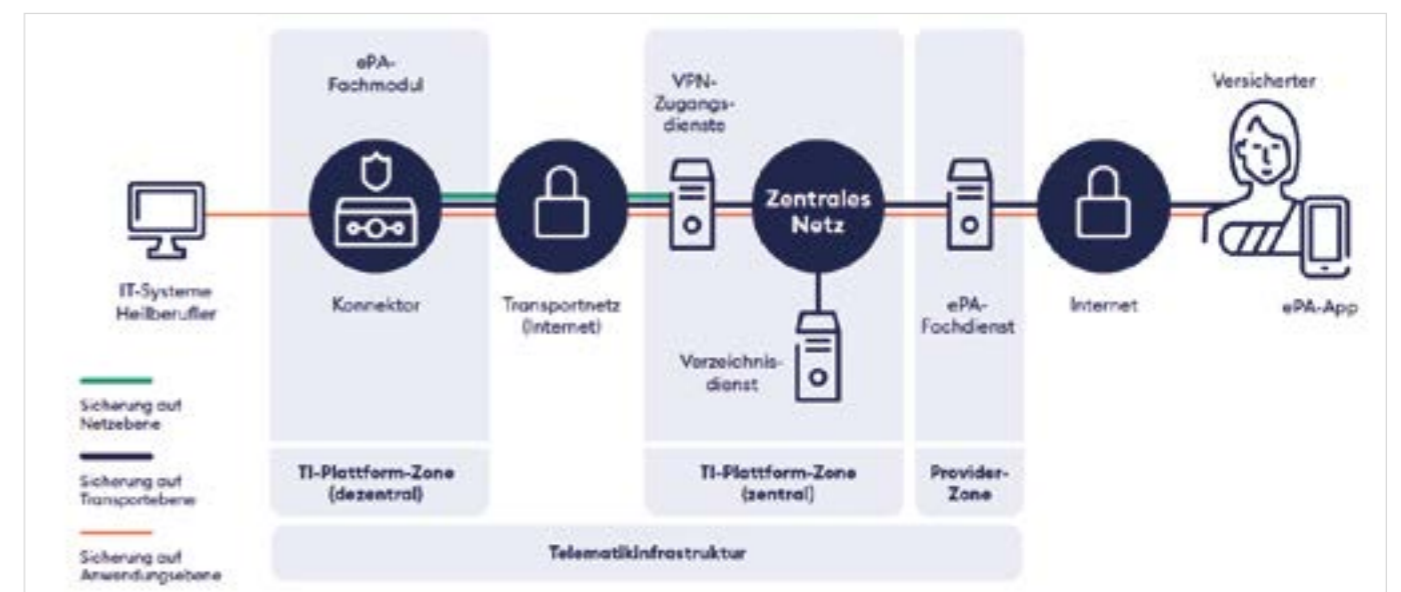 ePA-
Fachmodul
VPN-
Zugangs-
dienste
Versicherter
Zentrales
Netz
IT-Systeme
Heilberufler
Konnektor
Transportnetz
(Internet)
ePA-
Fachdienst
Internet
ePA-App
Verzeichnis-
dienst
Sicherung auf
Netzebene
Sicherung auf
Transportebene
Sicherung auf
Anwendungsebene
TI-Plattform-Zone
(dezentral)
TI-Plattform-Zone
(zentral)
Provider-
Zone
Telematikinfrastruktur